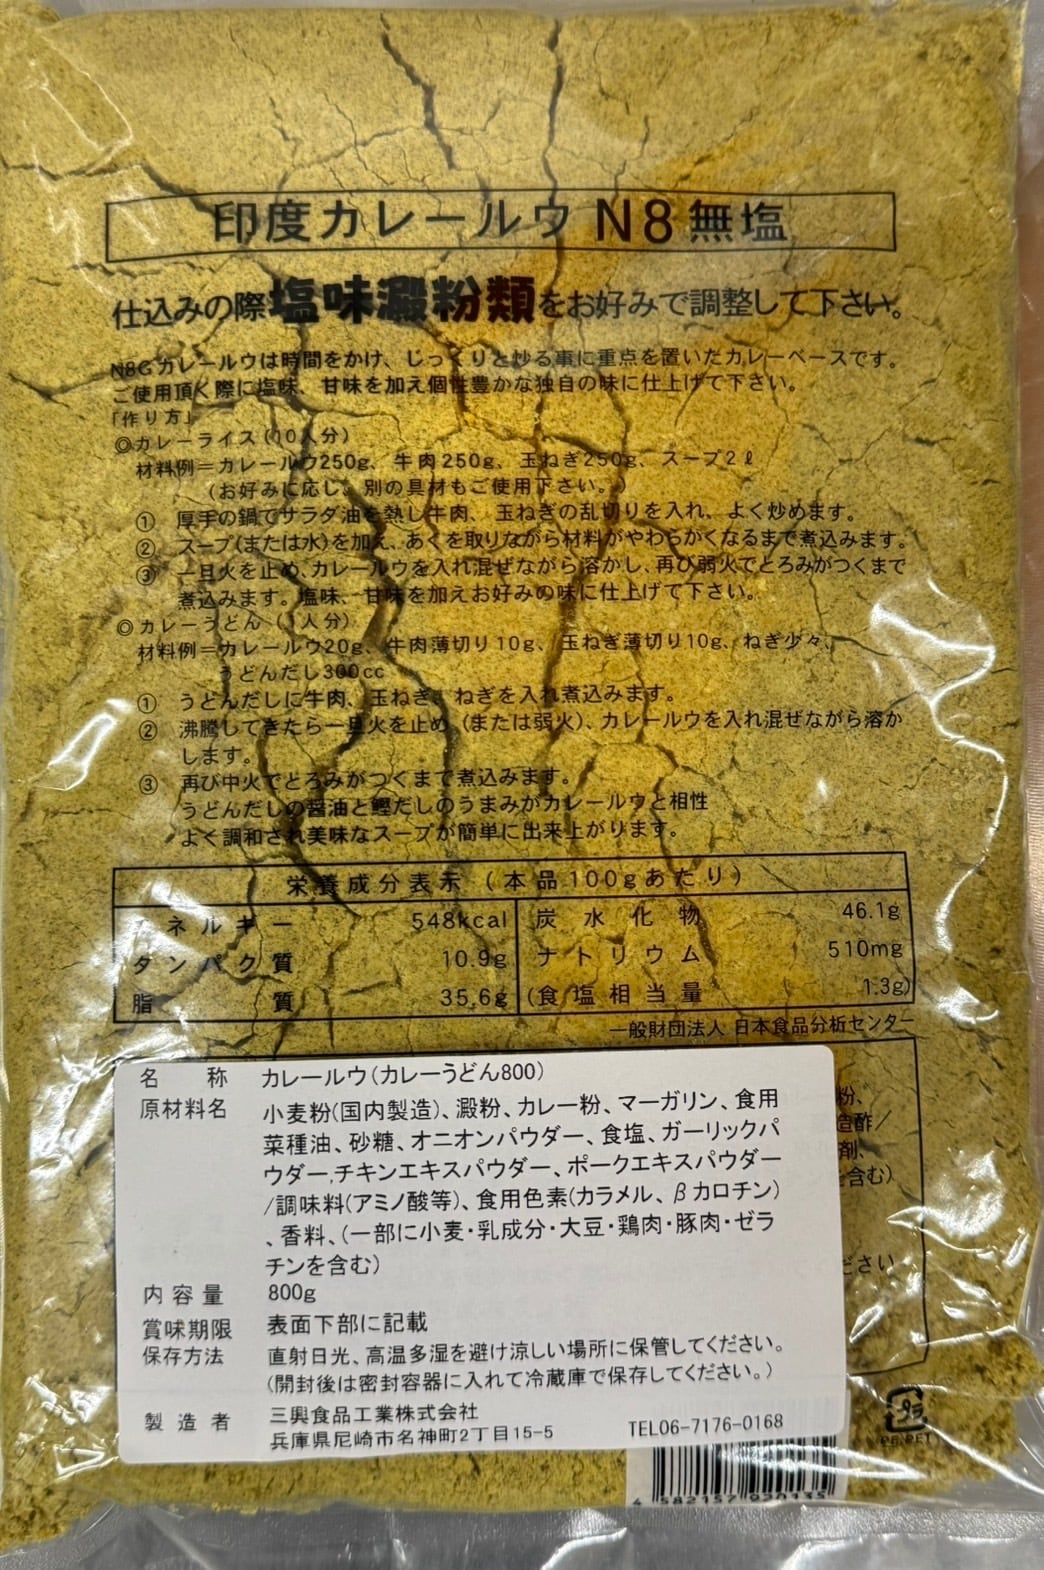 印度カレールウ N8 無塩
仕込みの際塩味澱粉類をお好みで調整して下さい。
N8Gカレールウは時間をかけ、じっくりと炒る事に重点を置いたカレーベースです。
ご使用頂く際に塩味、甘味を加え個性豊かな独自の味に仕上げて下さい。
「作り方」
◎カレーライス(10人分)
材料例=カレールウ250g、牛肉250g、玉ねぎ250g、スープ2ℓ
(お好みに応じ、別の具材もご使用下さい。)
① 厚手の鍋でサラダ油を熱し牛肉、玉ねぎの乱切りを入れ、よく炒めます。
② スープ(または水)を加え、あくを取りながら材料がやわらかくなるまで煮込みます。
③ 一旦火を止め、カレールウを入れ混ぜながら溶かし、再び弱火でとろみがつくまで
煮込みます。塩味、甘味を加えお好みの味に仕上げて下さい。
◎カレーうどん(1人分)
材料例=カレールウ20g、牛肉薄切り10g、玉ねぎ薄切り10g、ねぎ少々、
うどんだし300cc
① うどんだしに牛肉、玉ねぎ、ねぎを入れ煮込みます。
② 沸騰してきたら一旦火を止め、(または弱火)、カレールウを入れ混ぜながら溶か
します。
③ 再び中火でとろみがつくまで煮込みます。
うどんだしの醤油と鰹だしのうまみがカレールウと相性
よく調和され美味なスープが簡単に出来上がります。
栄養成分表示(本品100gあたり)
エネルギー 548kcal 炭水化物 46.1g
タンパク質 10.9g ナトリウム 510mg
脂質 35.6g (食塩相当量 1.3g)
一般財団法人 日本食品分析センター
粉、
造酢/
剤、
を含む)
ださい
名称 カレールウ(カレーうどん800)
原材料名 小麦粉(国内製造)、澱粉、カレー粉、マーガリン、食用
菜種油、砂糖、オニオンパウダー、食塩、ガーリックパ
ウダー,チキンエキスパウダー、ポークエキスパウダー
/調味料(アミノ酸等)、食用色素(カラメル、βカロチン)
、香料、(一部に小麦・乳成分・大豆・鶏肉・豚肉・ゼラ
チンを含む)
内容量 800g
賞味期限 表面下部に記載
保存方法 直射日光、高温多湿を避け涼しい場所に保管してください。
(開封後は密封容器に入れて冷蔵庫で保存してください。)
製造者 三興食品工業株式会社
兵庫県尼崎市名神町2丁目15-5 TEL06-7176-0168
プラ
PE.PET